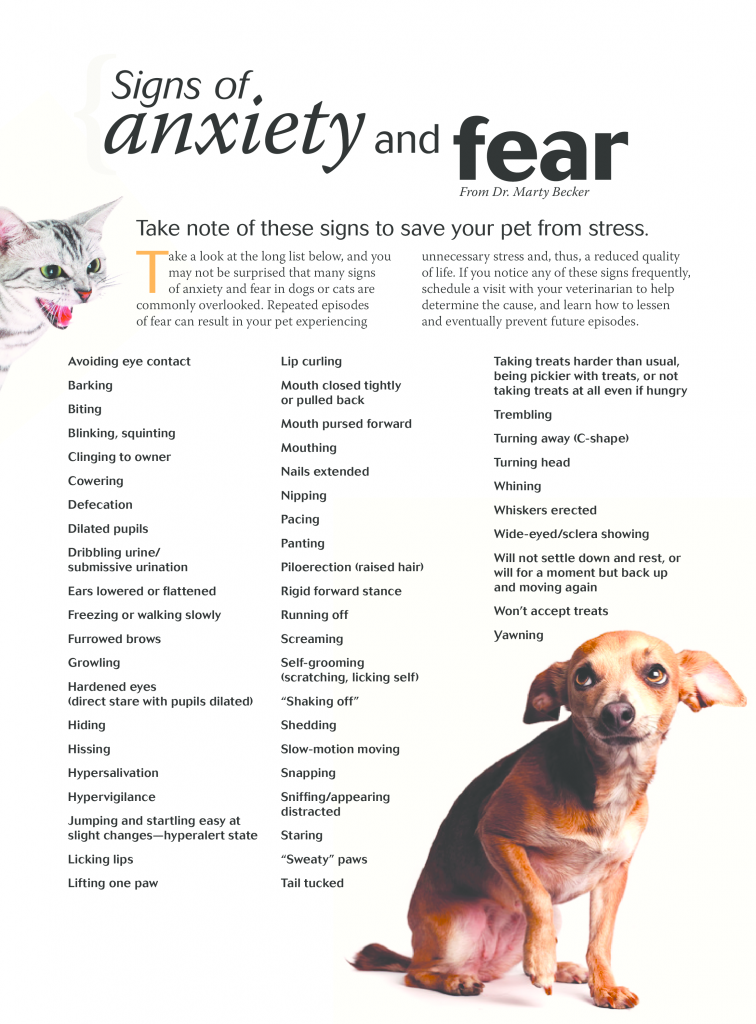 Signs of
anxiety and fear
From Dr. Marty Becker
Take note of these signs to save your pet from stress.
Take a look at the long list below, and you
may not be surprised that many signs
of anxiety and fear in dogs or cats are
commonly overlooked. Repeated episodes
of fear can result in your pet experiencing
unnecessary stress and, thus, a reduced quality
of life. If you notice any of these signs frequently,
schedule a visit with your veterinarian to help
determine the cause, and learn how to lessen
and eventually prevent future episodes.
Avoiding eye contact
Barking
Biting
Blinking, squinting
Clinging to owner
Cowering
Defecation
Dilated pupils
Dribbling urine/
submissive urination
Ears lowered or flattened
Freezing or walking slowly
Furrowed brows
Growling
Hardened eyes
(direct stare with pupils dilated)
Hiding
Hissing
Hypersalivation
Hypervigilance
Jumping and startling easy at
slight changes—hyperalert state
Licking lips
Lifting one paw
Lip curling
Mouth closed tightly
or pulled back
Mouth pursed forward
Mouthing
Nails extended
Nipping
Pacing
Panting
Piloerection (raised hair)
Rigid forward stance
Running off
Screaming
Self-grooming
(scratching, licking self)
“Shaking off”
Shedding
Slow-motion moving
Snapping
Sniffing/appearing
distracted
Staring
“Sweaty” paws
Tail tucked
Taking treats harder than usual,
being pickier with treats, or not
taking treats at all even if hungry
Trembling
Turning away (C-shape)
Turning head
Whining
Whiskers erected
Wide-eyed/sclera showing
Will not settle down and rest, or
will for a moment but back up
and moving again
Won’t accept treats
Yawning